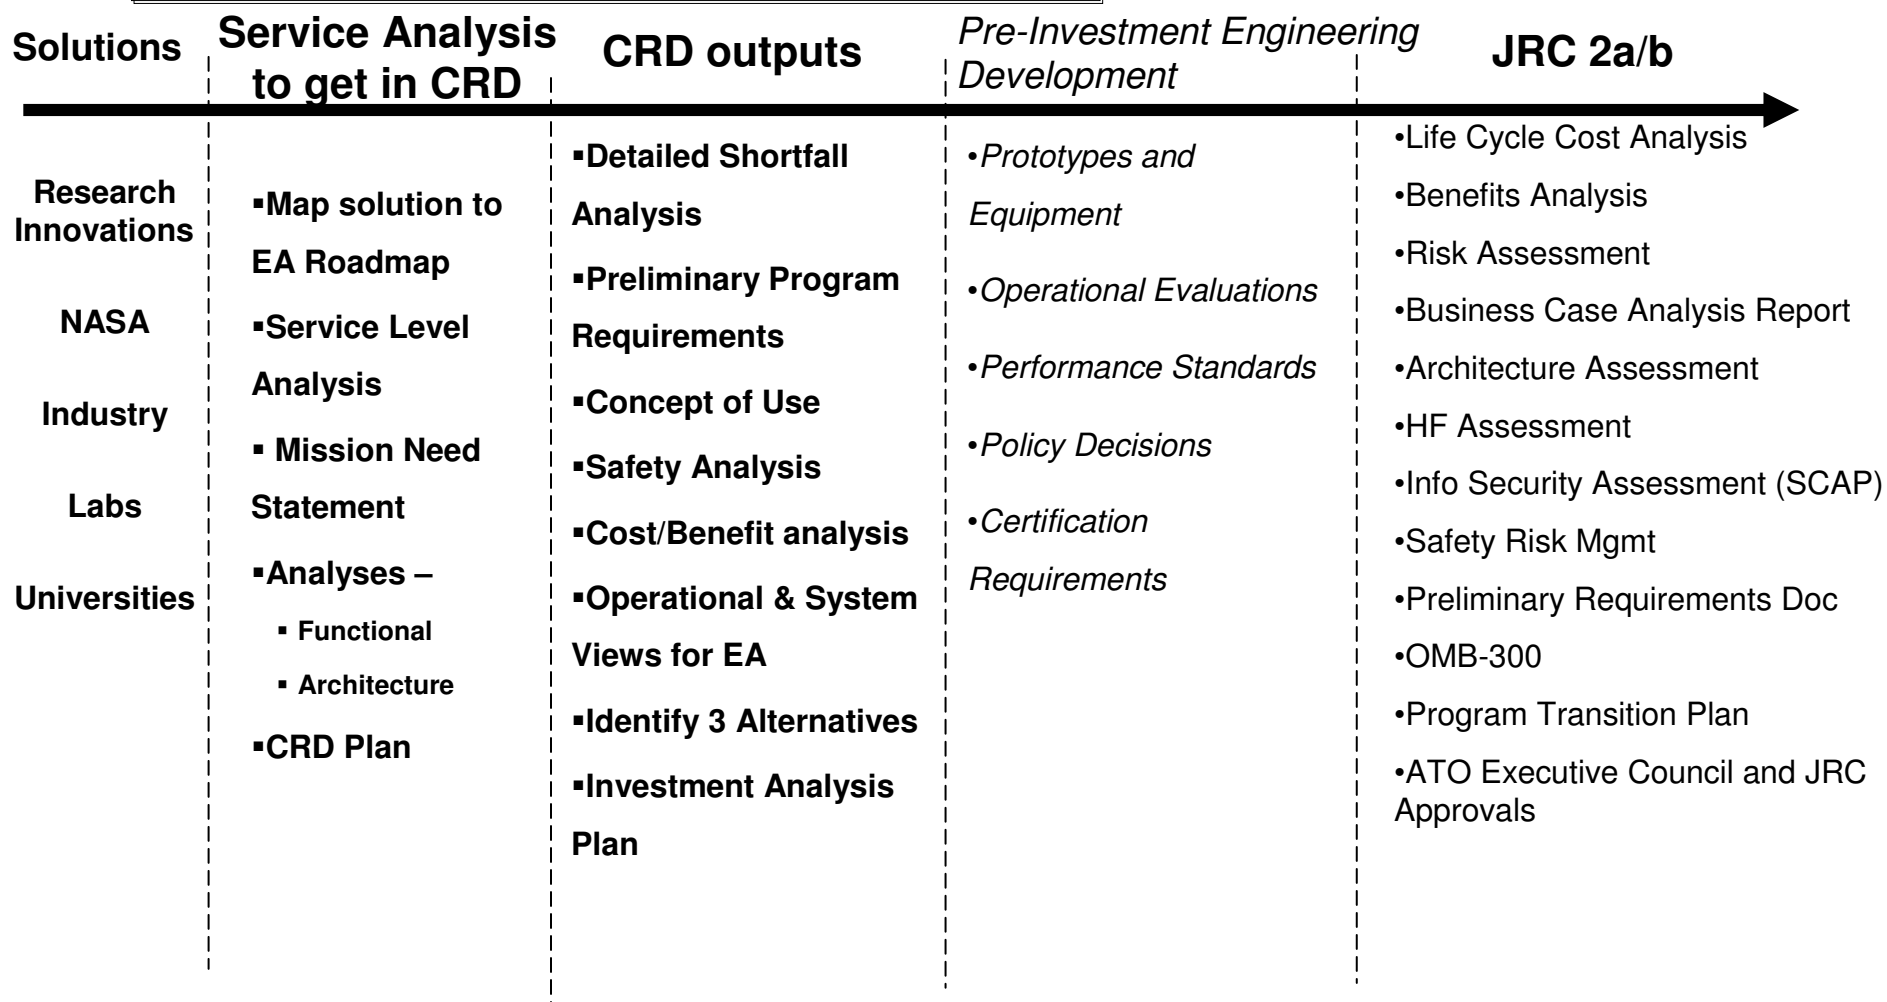 Solutions
Service Analysis
to get in CRD
CRD outputs
Pre-Investment Engineering
Development
JRC 2a/b
Research
Innovations
NASA
Industry
Labs
Universities
▪Map solution to
EA Roadmap
▪Service Level
Analysis
▪ Mission Need
Statement
▪Analyses –
▪ Functional
▪ Architecture
▪CRD Plan
▪Detailed Shortfall
Analysis
▪Preliminary Program
Requirements
▪Concept of Use
▪Safety Analysis
▪Cost/Benefit analysis
▪Operational & System
Views for EA
▪Identify 3 Alternatives
▪Investment Analysis
Plan
•Prototypes and
Equipment
•Operational Evaluations
•Performance Standards
•Policy Decisions
•Certification
Requirements
•Life Cycle Cost Analysis
•Benefits Analysis
•Risk Assessment
•Business Case Analysis Report
•Architecture Assessment
•HF Assessment
•Info Security Assessment (SCAP)
•Safety Risk Mgmt
•Preliminary Requirements Doc
•OMB-300
•Program Transition Plan
•ATO Executive Council and JRC
Approvals